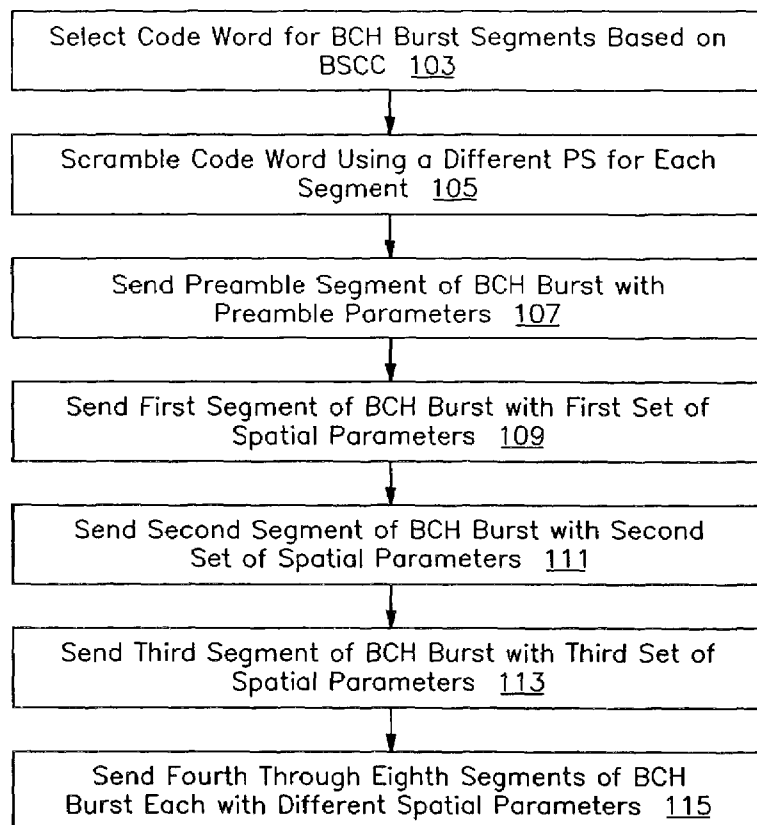 Select Code Word for BCH Burst Segments Based on
BSCC 103
Scramble Code Word Using a Different PS for Each
Segment 105
Send Preamble Segment of BCH Burst with
Preamble Parameters 107
Send First Segment of BCH Burst with First Set of
Spatial Parameters 109
Send Second Segment of BCH Burst with Second
Set of Spatial Parameters 111
Send Third Segment of BCH Burst with Third Set of
Spatial Parameters 113
Send Fourth Through Eighth Segments of BCH
Burst Each with Different Spatial Parameters 115